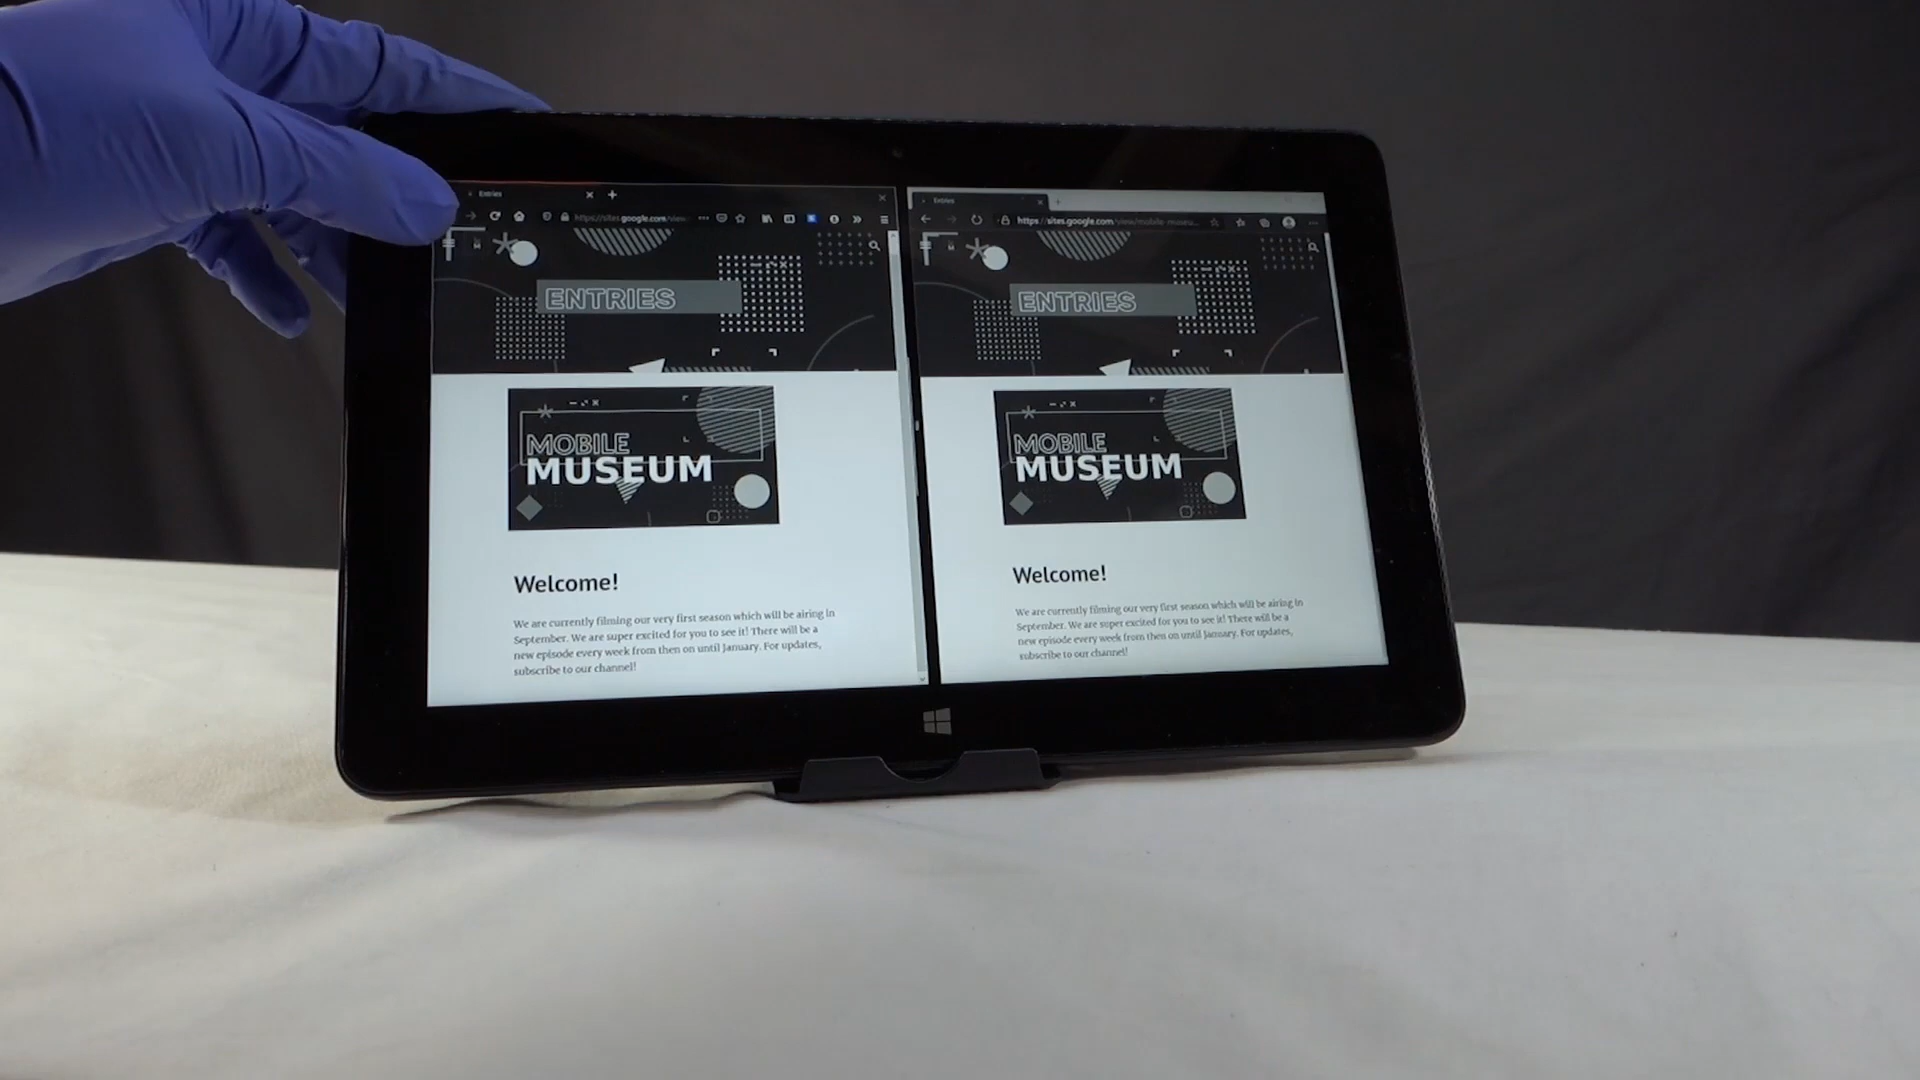 Entries
https://sites.google.com/view
ENTRIES
MOBILE
MUSEUM
Welcome!
We are currently filming our very first season which will be airing in
September. We are super excited for you to see it! There will be a
new episode every week from then on until January. For updates,
subscribe to our channel!
Entries
https://sites.google.com/view/mobile-museu...
ENTRIES
MOBILE
MUSEUM
Welcome!
We are currently filming our very first season which will be airing in
September. We are super excited for you to see it! There will be a
new episode every week from then on until January. For updates,
subscribe to our channel!